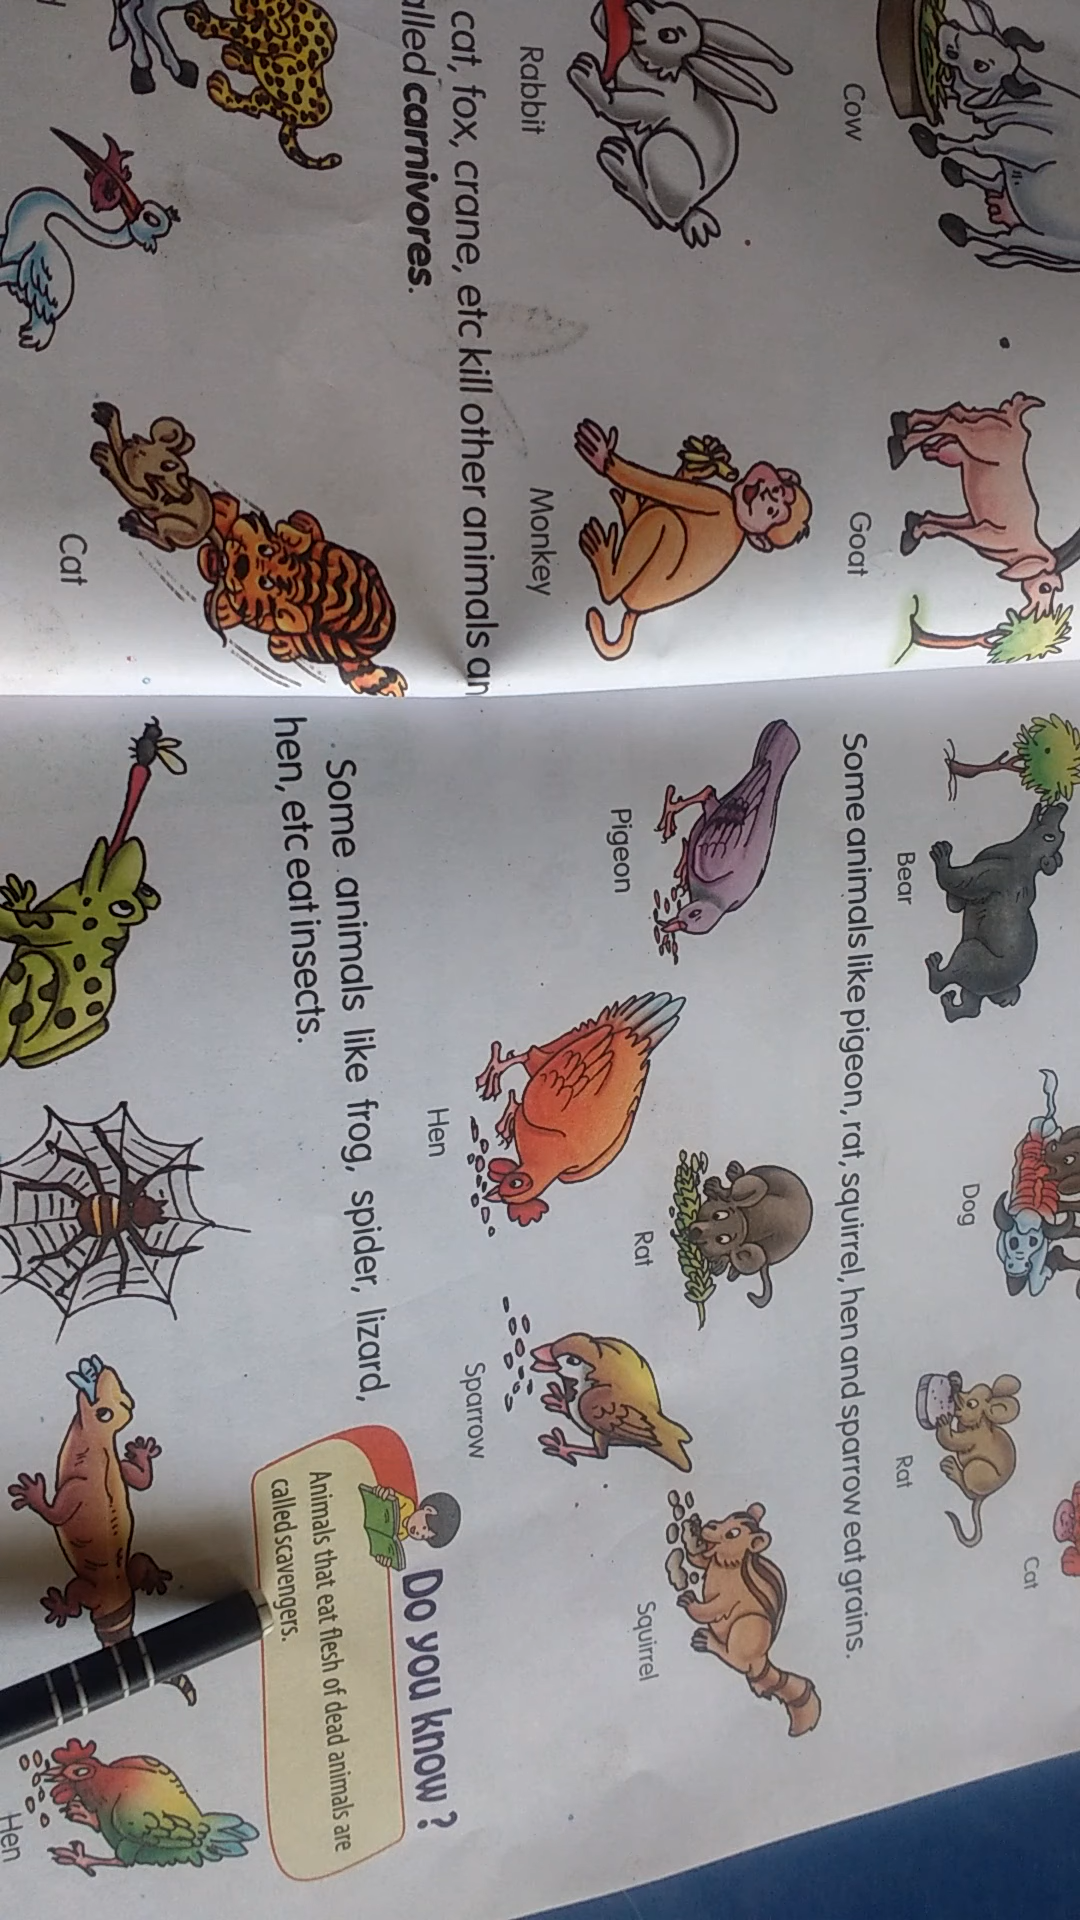 Cow
Goat
Rabbit
Monkey
cat, fox, crane, etc kill other animals an
alled carnivores.
Cat
Bear
Dog
Rat
Cat
Some animals like pigeon, rat, squirrel, hen and sparrow eat grains.
Pigeon
Hen
Rat
Sparrow
Squirrel
Some animals like frog, spider, lizard,
hen, etc eat insects.
Do you know ?
Animals that eat flesh of dead animals are
called scavengers.
Hen